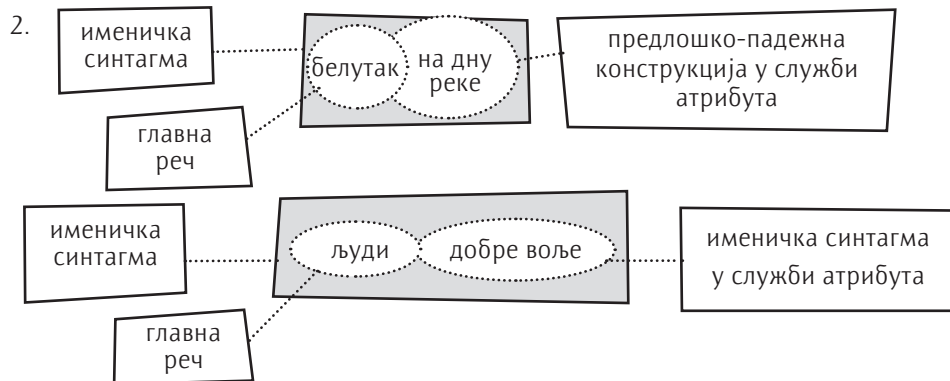 2.
именичка
синтагма
белутак
на дну
реке
предлошко-падежна
конструкција у служби
атрибута
главна
реч
именичка
синтагма
људи
добре воље
именичка синтагма
у служби атрибута
главна
реч